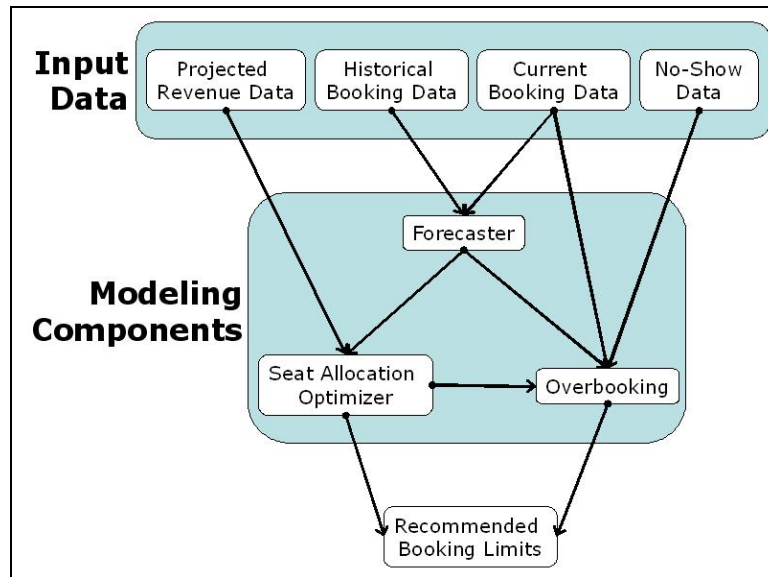 Input
Data
Projected
Revenue Data
Historical
Booking Data
Current
Booking Data
No-Show
Data
Modeling
Components
Forecaster
Seat Allocation
Optimizer
Overbooking
Recommended
Booking Limits